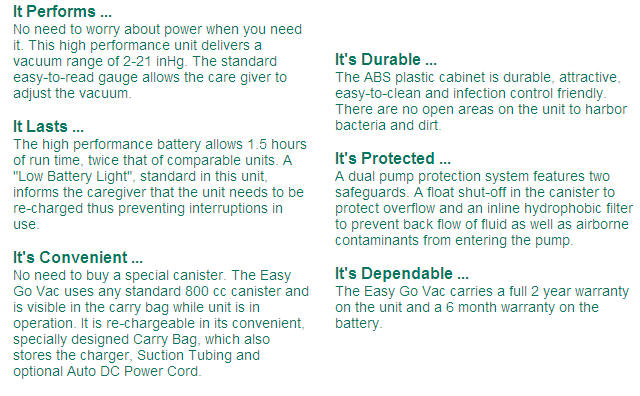 It Performs ...
No need to worry about power when you need
it. This high performance unit delivers a
vacuum range of 2-21 inHg. The standard
easy-to-read gauge allows the care giver to
adjust the vacuum.
It Lasts ...
The high performance battery allows 1.5 hours
of run time, twice that of comparable units. A
"Low Battery Light", standard in this unit,
informs the caregiver that the unit needs to be
re-charged thus preventing interruptions in
use.
It's Convenient ...
No need to buy a special canister. The Easy
Go Vac uses any standard 800 cc canister and
is visible in the carry bag while unit is in
operation. It is re-chargeable in its convenient,
specially designed Carry Bag, which also
stores the charger, Suction Tubing and
optional Auto DC Power Cord.
It's Durable ...
The ABS plastic cabinet is durable, attractive,
easy-to-clean and infection control friendly.
There are no open areas on the unit to harbor
bacteria and dirt.
It's Protected ...
A dual pump protection system features two
safeguards. A float shut-off in the canister to
protect overflow and an inline hydrophobic filter
to prevent back flow of fluid as well as airborne
contaminants from entering the pump.
It's Dependable ...
The Easy Go Vac carries a full 2 year warranty
on the unit and a 6 month warranty on the
battery.